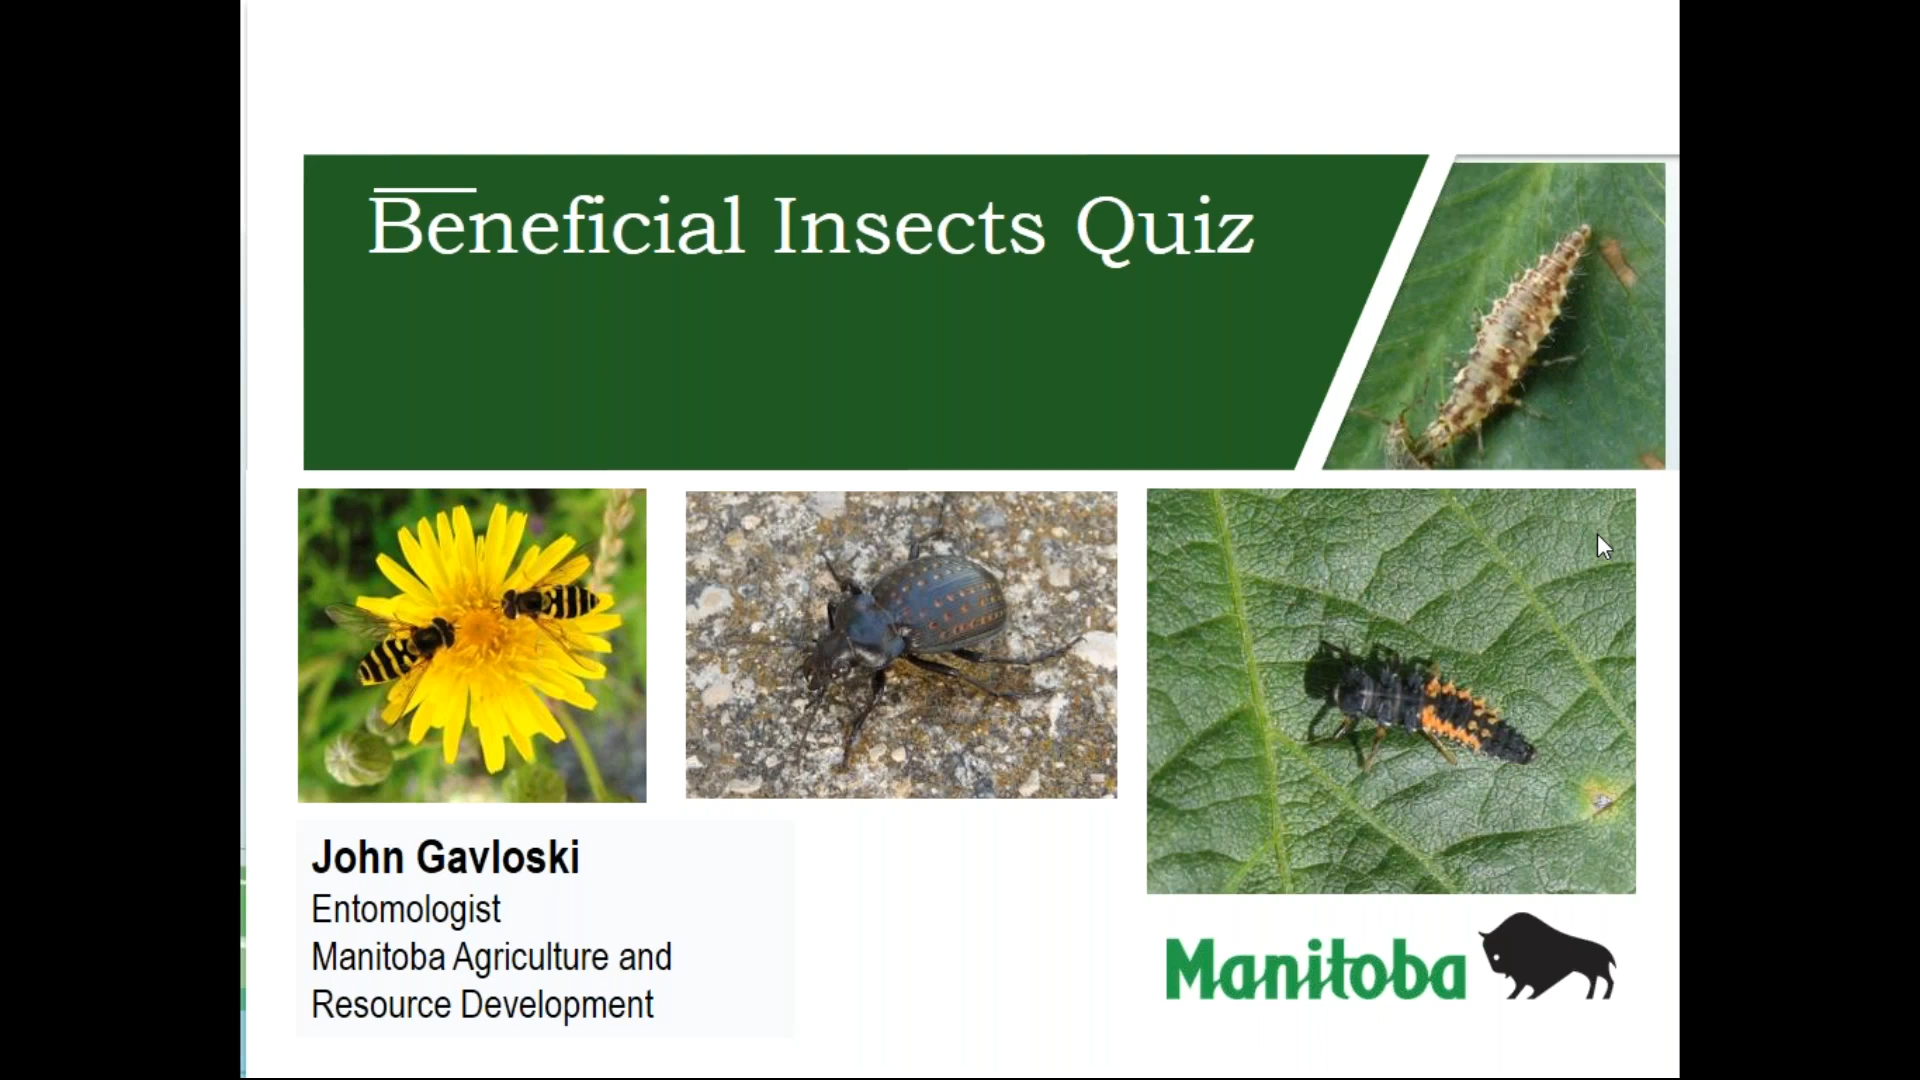 Beneficial Insects Quiz
John Gavloski
Entomologist
Manitoba Agriculture and
Resource Development
Manitoba